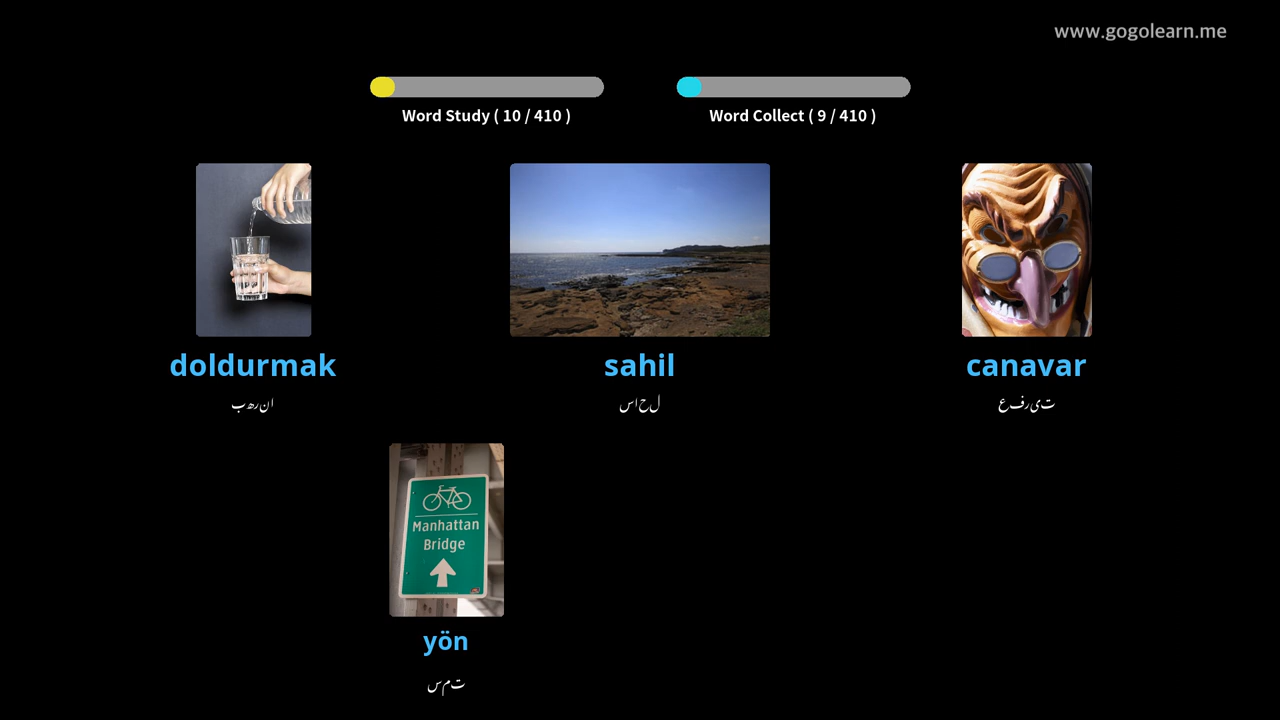 www.gogolearn.me
Word Study ( 10 / 410 )
Word Collect ( 9 / 410 )
doldurmak
بھرنا
sahil
ساحل
canavar
عفریت
Manhattan
Bridge
yön
سمت